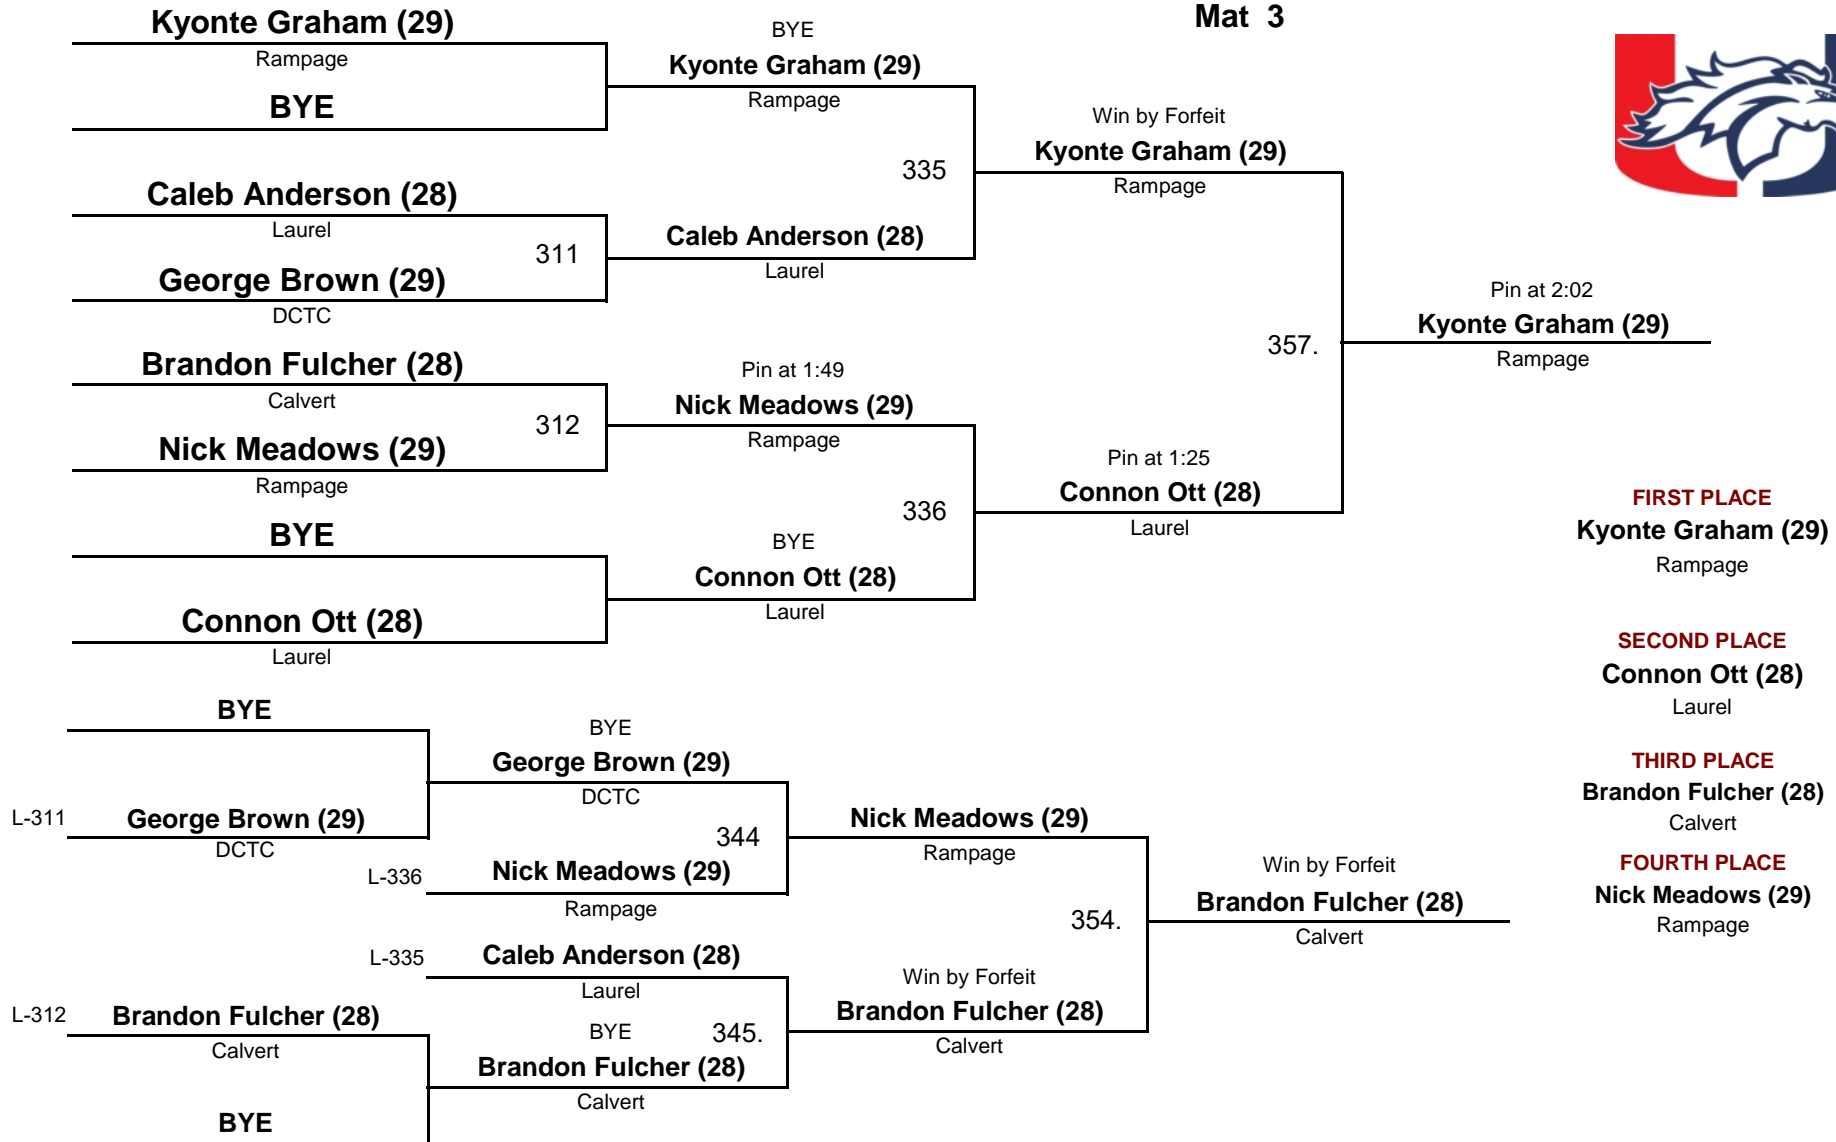 Mat 3
Kyonte Graham (29)
Rampage
BYE
Caleb Anderson (28)
Laurel
311
George Brown (29)
DCTC
Brandon Fulcher (28)
Calvert
312
Nick Meadows (29)
Rampage
BYE
Connon Ott (28)
Laurel
BYE
Kyonte Graham (29)
Rampage
335
Caleb Anderson (28)
Laurel
Pin at 1:49
Nick Meadows (29)
Rampage
336
BYE
Connon Ott (28)
Laurel
Win by Forfeit
Kyonte Graham (29)
Rampage
357.
Pin at 1:25
Connon Ott (28)
Laurel
Pin at 2:02
Kyonte Graham (29)
Rampage
BYE
L-311
George Brown (29)
DCTC
L-312
Brandon Fulcher (28)
Calvert
BYE
BYE
George Brown (29)
DCTC
344
L-336
Nick Meadows (29)
Rampage
L-335
Caleb Anderson (28)
Laurel
BYE
345.
Brandon Fulcher (28)
Calvert
Nick Meadows (29)
Rampage
354.
Win by Forfeit
Brandon Fulcher (28)
Calvert
Win by Forfeit
Brandon Fulcher (28)
Calvert
FIRST PLACE
Kyonte Graham (29)
Rampage
SECOND PLACE
Connon Ott (28)
Laurel
THIRD PLACE
Brandon Fulcher (28)
Calvert
FOURTH PLACE
Nick Meadows (29)
Rampage